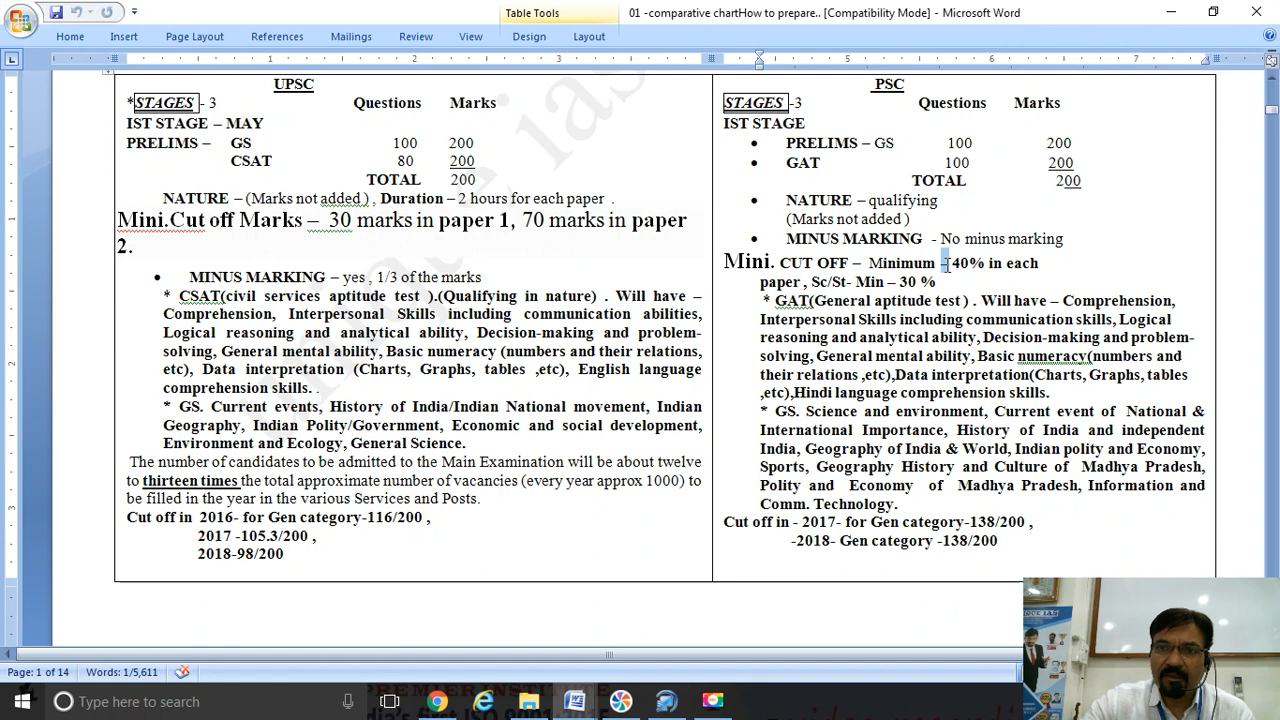 01 -comparative chartHow to prepare.. [Compatibility Mode] - Microsoft Word
Table Tools
Home Insert Page Layout References Mailings Review View Design Layout
UPSC
*STAGES - 3 Questions Marks
IST STAGE – MAY
PRELIMS – GS 100 200
CSAT 80 200
TOTAL 200
NATURE – (Marks not added ) , Duration – 2 hours for each paper .
Mini.Cut off Marks – 30 marks in paper 1, 70 marks in paper
2.
• MINUS MARKING – yes , 1/3 of the marks
* CSAT(civil services aptitude test ).(Qualifying in nature) . Will have –
Comprehension, Interpersonal Skills including communication abilities,
Logical reasoning and analytical ability, Decision-making and problem-
solving, General mental ability, Basic numeracy (numbers and their relations,
etc), Data interpretation (Charts, Graphs, tables ,etc), English language
comprehension skills. .
* GS. Current events, History of India/Indian National movement, Indian
Geography, Indian Polity/Government, Economic and social development,
Environment and Ecology, General Science.
The number of candidates to be admitted to the Main Examination will be about twelve
to thirteen times the total approximate number of vacancies (every year approx 1000) to
be filled in the year in the various Services and Posts.
Cut off in 2016- for Gen category-116/200 ,
2017 -105.3/200 ,
2018-98/200
PSC
STAGES -3 Questions Marks
IST STAGE
• PRELIMS – GS 100 200
• GAT 100 200
TOTAL 200
• NATURE – qualifying
(Marks not added )
• MINUS MARKING - No minus marking
Mini. CUT OFF – Minimum – 40% in each
paper , Sc/St- Min – 30 %
* GAT(General aptitude test ) . Will have – Comprehension,
Interpersonal Skills including communication skills, Logical
reasoning and analytical ability, Decision-making and problem-
solving, General mental ability, Basic numeracy(numbers and
their relations ,etc),Data interpretation(Charts, Graphs, tables
,etc),Hindi language comprehension skills.
* GS. Science and environment, Current event of National &
International Importance, History of India and independent
India, Geography of India & World, Indian polity and Economy,
Sports, Geography History and Culture of Madhya Pradesh,
Polity and Economy of Madhya Pradesh, Information and
Comm. Technology.
Cut off in - 2017- for Gen category-138/200 ,
-2018- Gen category -138/200
Page: 1 of 14 Words: 1/5,611
Type here to search